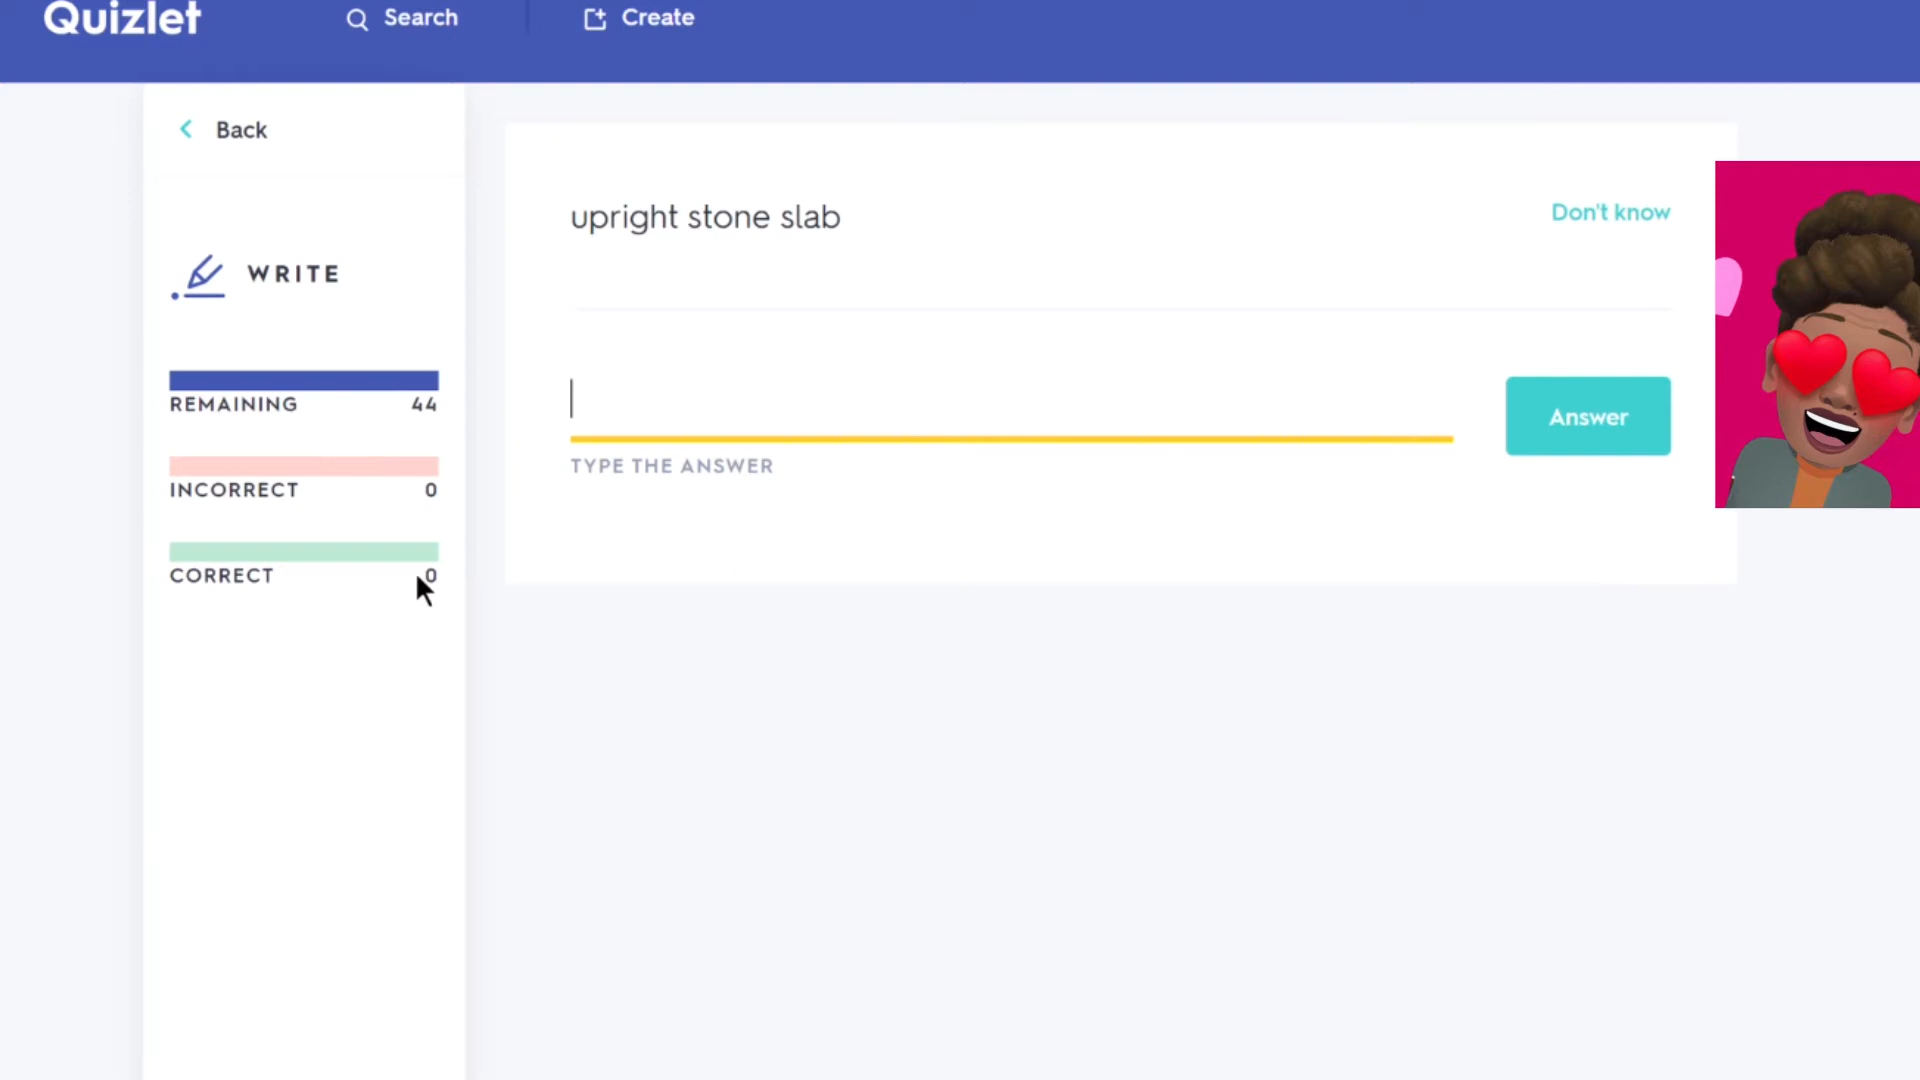 Quizlet
Search
Create
Back
WRITE
REMAINING 44
INCORRECT 0
CORRECT 0
upright stone slab
Don't know
Answer
TYPE THE ANSWER